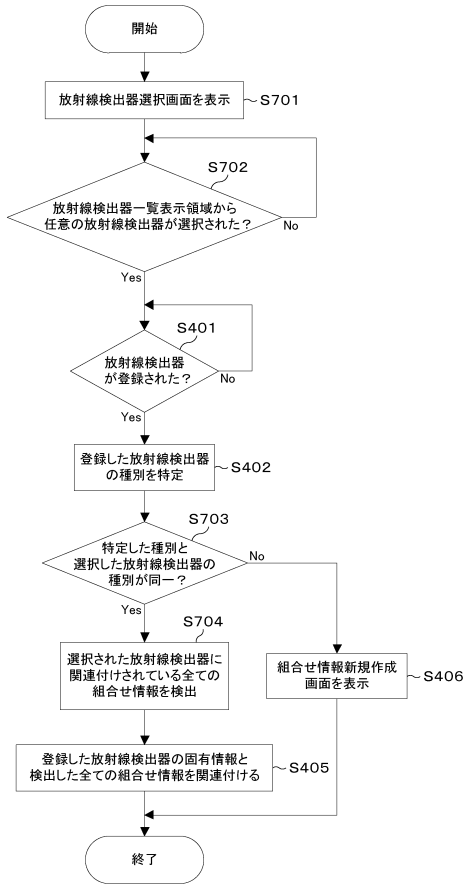 開始
放射線検出器選択画面を表示
S701
S702
放射線検出器一覧表示領域から
任意の放射線検出器が選択された？
No
Yes
S401
放射線検出器
が登録された？
No
Yes
登録した放射線検出器
の種別を特定
S402
S703
特定した種別と
選択した放射線検出器の
種別が同一？
No
Yes
S704
選択された放射線検出器に
関連付けされている全ての
組合せ情報を検出
組合せ情報新規作成
画面を表示
S406
登録した放射線検出器の固有情報と
検出した全ての組合せ情報を関連付ける
S405
終了